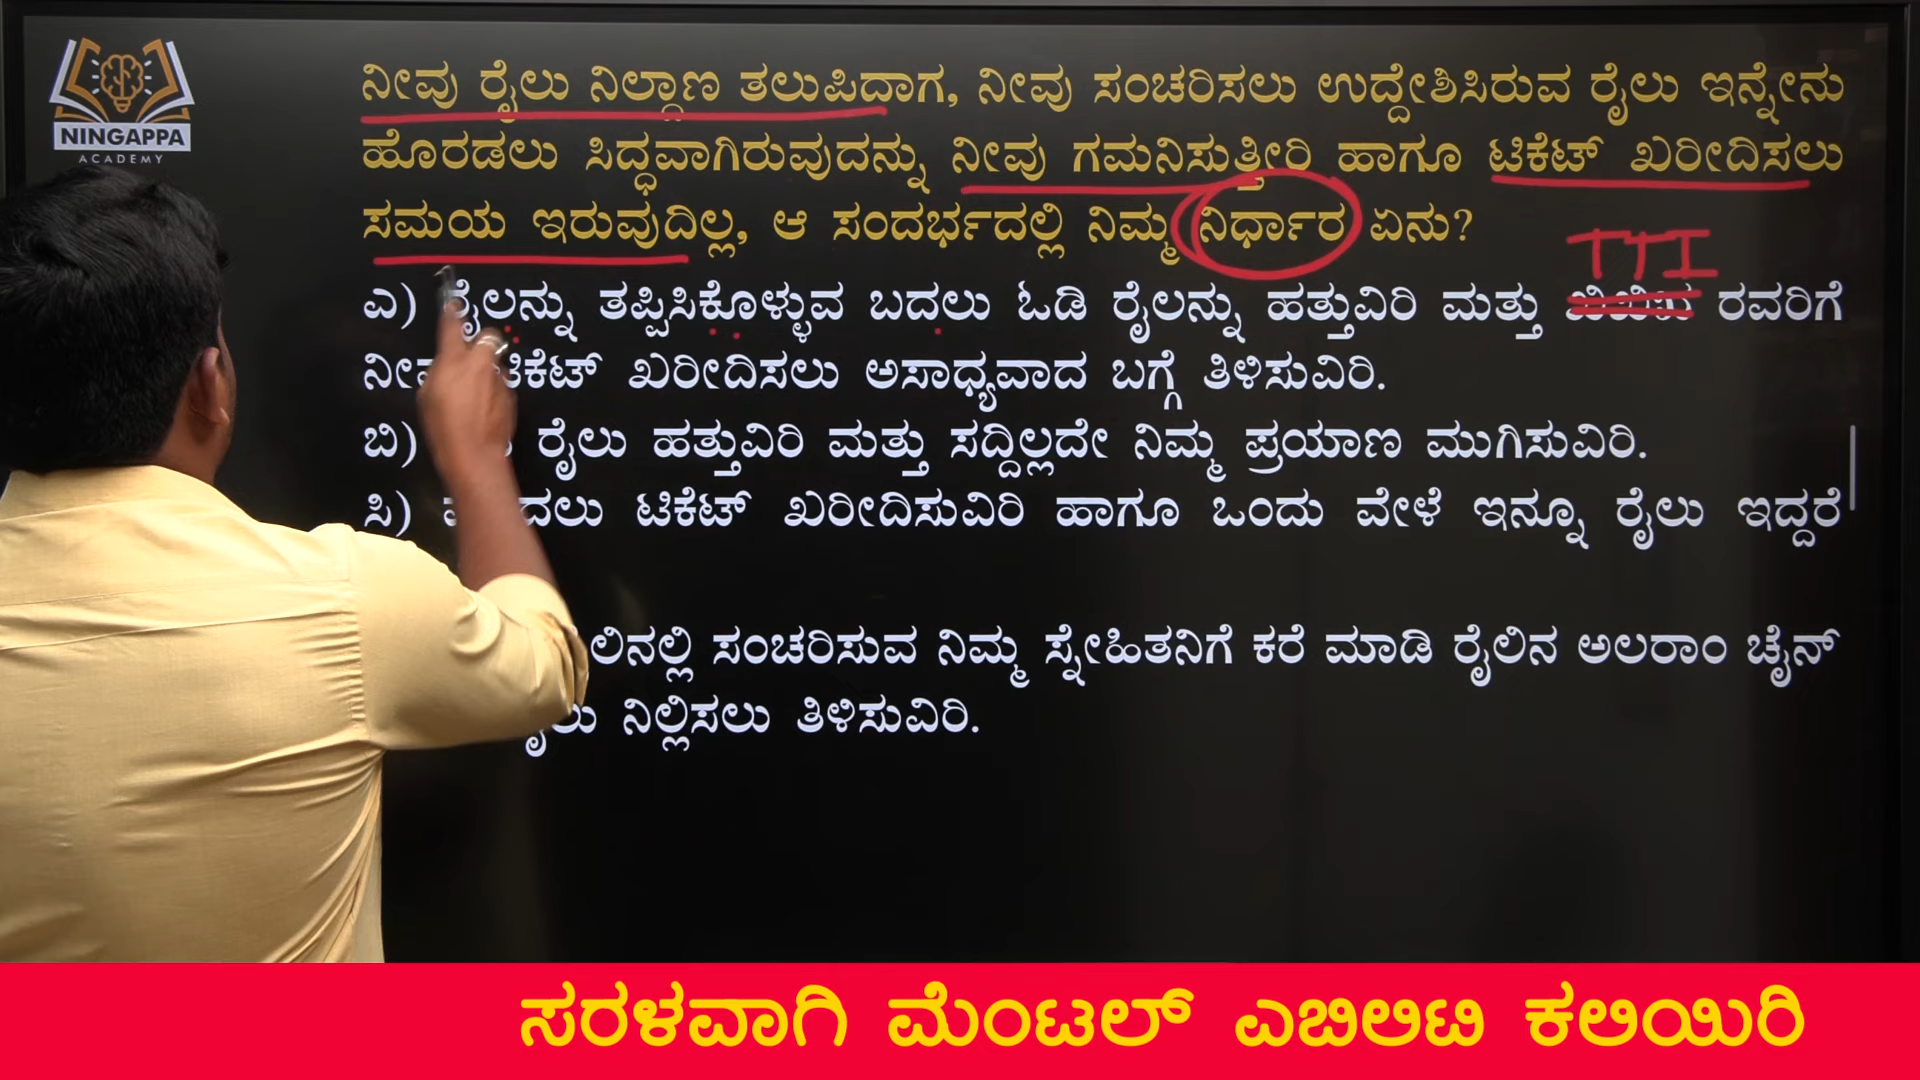 NINGAPPA
ACADEMY
ನೀವು ರೈಲು ನಿಲ್ದಾಣ ತಲುಪಿದಾಗ, ನೀವು ಸಂಚರಿಸಲು ಉದ್ದೇಶಿಸಿರುವ ರೈಲು ಇನ್ನೇನು
ಹೊರಡಲು ಸಿದ್ಧವಾಗಿರುವುದನ್ನು ನೀವು ಗಮನಿಸುತ್ತೀರಿ ಹಾಗೂ ಟಿಕೆಟ್ ಖರೀದಿಸಲು
ಸಮಯ ಇರುವುದಿಲ್ಲ, ಆ ಸಂದರ್ಭದಲ್ಲಿ ನಿಮ್ಮ ನಿರ್ಧಾರ ಏನು?
TTI
ಎ) ರೈಲನ್ನು ತಪ್ಪಿಸಿಕೊಳ್ಳುವ ಬದಲು ಓಡಿ ರೈಲನ್ನು ಹತ್ತುವಿರಿ ಮತ್ತು ರವರಿಗೆ
ಟಿಕೆಟ್ ಖರೀದಿಸಲು ಅಸಾಧ್ಯವಾದ ಬಗ್ಗೆ ತಿಳಿಸುವಿರಿ.
ಬಿ) ರೈಲು ಹತ್ತುವಿರಿ ಮತ್ತು ಸದ್ದಿಲ್ಲದೇ ನಿಮ್ಮ ಪ್ರಯಾಣ ಮುಗಿಸುವಿರಿ.
ಸಿ) ಟಿಕೆಟ್ ಖರೀದಿಸುವಿರಿ ಹಾಗೂ ಒಂದು ವೇಳೆ ಇನ್ನೂ ರೈಲು ಇದ್ದರೆ
ಸಂಚರಿಸುವ ನಿಮ್ಮ ಸ್ನೇಹಿತನಿಗೆ ಕರೆ ಮಾಡಿ ರೈಲಿನ ಅಲರಾಂ ಚೈನ್
ನಿಲ್ಲಿಸಲು ತಿಳಿಸುವಿರಿ.
ಸರಳವಾಗಿ ಮೆಂಟಲ್ ಎಬಿಲಿಟಿ ಕಲಿಯಿರಿ